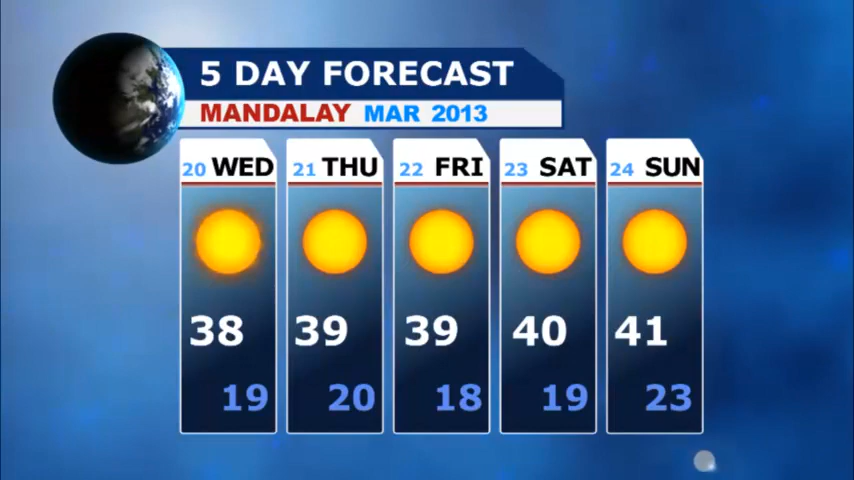 5 DAY FORECAST
MANDALAY MAR 2013
20 WED 21 THU 22 FRI 23 SAT 24 SUN
38 39 39 40 41
19 20 18 19 23